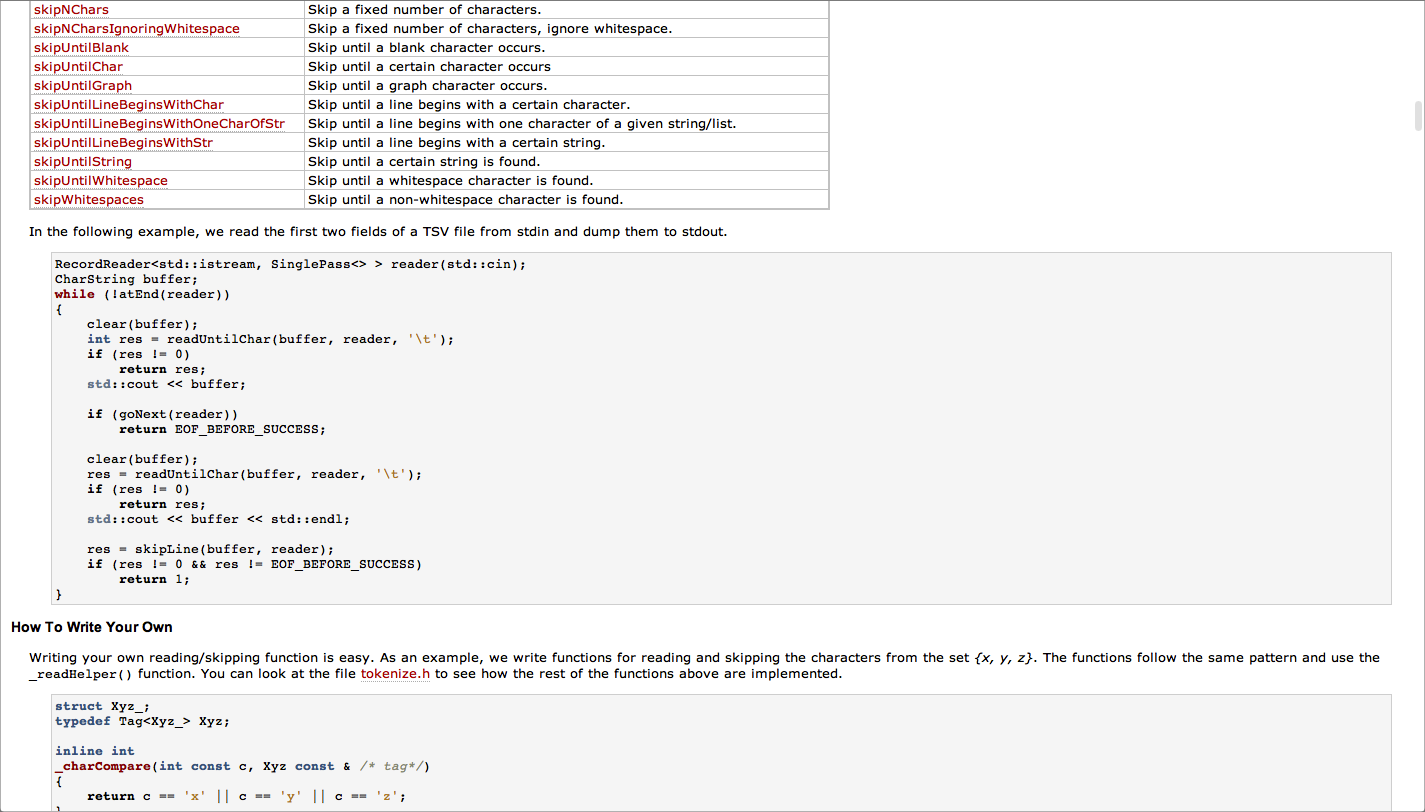 skipNChars Skip a fixed number of characters.
skipNCharsIgnoringWhitespace Skip a fixed number of characters, ignore whitespace.
skipUntilBlank Skip until a blank character occurs.
skipUntilChar Skip until a certain character occurs
skipUntilGraph Skip until a graph character occurs.
skipUntilLineBeginsWithChar Skip until a line begins with a certain character.
skipUntilLineBeginsWithOneCharOfStr Skip until a line begins with one character of a given string/list.
skipUntilLineBeginsWithStr Skip until a line begins with a certain string.
skipUntilString Skip until a certain string is found.
skipUntilWhitespace Skip until a whitespace character is found.
skipWhitespaces Skip until a non-whitespace character is found.
In the following example, we read the first two fields of a TSV file from stdin and dump them to stdout.
RecordReader<std::istream, SinglePass<> > reader(std::cin);
CharString buffer;
while (!atEnd(reader))
{
    clear(buffer);
    int res = readUntilChar(buffer, reader, '\t');
    if (res != 0)
        return res;
    std::cout << buffer;
    if (goNext(reader))
        return EOF_BEFORE_SUCCESS;
    clear(buffer);
    res = readUntilChar(buffer, reader, '\t');
    if (res != 0)
        return res;
    std::cout << buffer << std::endl;
    res = skipLine(buffer, reader);
    if (res != 0 && res != EOF_BEFORE_SUCCESS)
        return 1;
}
How To Write Your Own
Writing your own reading/skipping function is easy. As an example, we write functions for reading and skipping the characters from the set {x, y, z}. The functions follow the same pattern and use the
_readHelper() function. You can look at the file tokenize.h to see how the rest of the functions above are implemented.
struct Xyz_;
typedef Tag<Xyz_> Xyz;
inline int
_charCompare(int const c, Xyz const & /* tag*/)
{
    return c == 'x' || c == 'y' || c == 'z';
}